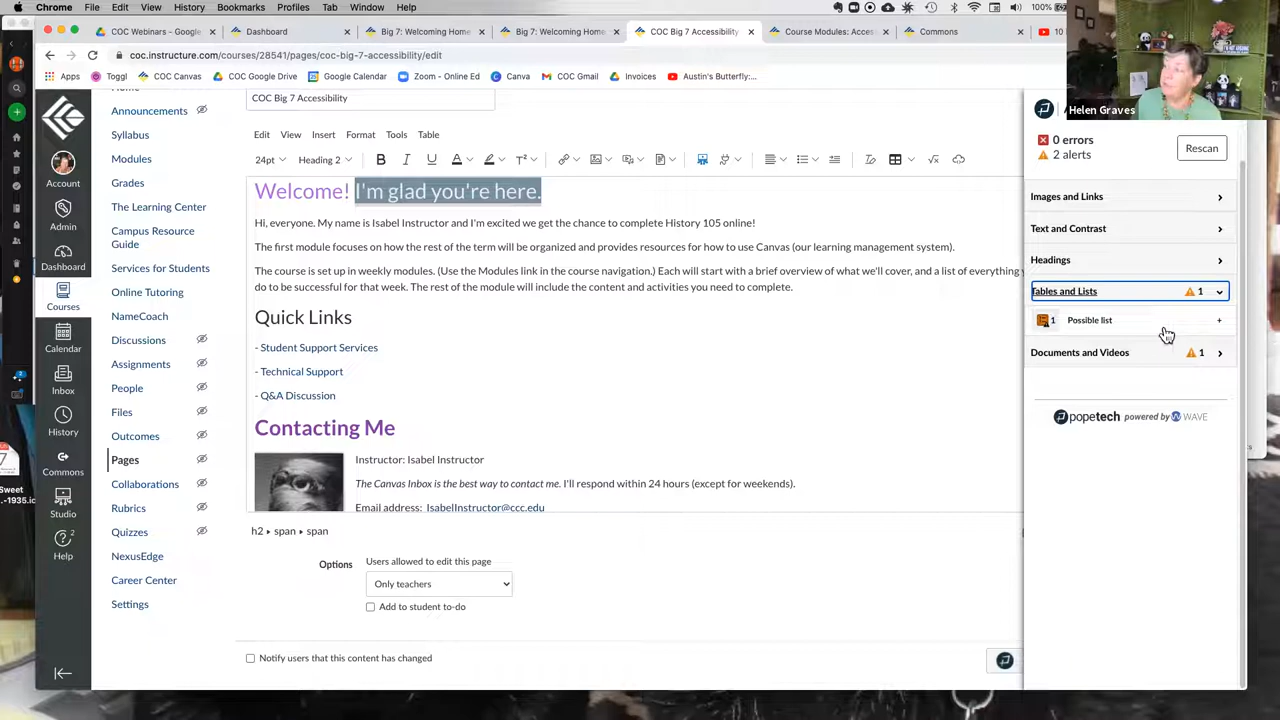 Chrome File Edit View History Bookmarks Profiles Tab Window Help 100%
COC Webinars - Google Dashboard Big 7: Welcoming Home Big 7: Welcoming Home COC Big 7 Accessibility Course Modules: Acces Commons 10
coc.instructure.com/courses/28541/pages/coc-big-7-accessibility/edit
Apps Toggl COC Canvas COC Google Drive Google Calendar Zoom - Online Ed Canva COC Gmail Invoices Austin's Butterfly:...
Helen Graves
Account
Admin
Dashboard
Courses
Calendar
Inbox
History
Commons
Studio
2
Help
Announcements
Syllabus
Modules
Grades
The Learning Center
Campus Resource
Guide
Services for Students
Online Tutoring
NameCoach
Discussions
Assignments
People
Files
Outcomes
Pages
Collaborations
Rubrics
Quizzes
NexusEdge
Career Center
Settings
COC Big 7 Accessibility
Edit View Insert Format Tools Table
24pt Heading 2 B I U A T²
Welcome! I'm glad you're here.
Hi, everyone. My name is Isabel Instructor and I'm excited we get the chance to complete History 105 online!
The first module focuses on how the rest of the term will be organized and provides resources for how to use Canvas (our learning management system).
The course is set up in weekly modules. (Use the Modules link in the course navigation.) Each will start with a brief overview of what we'll cover, and a list of everything
do to be successful for that week. The rest of the module will include the content and activities you need to complete.
Quick Links
- Student Support Services
- Technical Support
- Q&A Discussion
Contacting Me
Instructor: Isabel Instructor
The Canvas Inbox is the best way to contact me. I'll respond within 24 hours (except for weekends).
Email address: IsabelInstructor@ccc.edu
h2 ▸ span ▸ span
Options
Users allowed to edit this page
Only teachers
Add to student to-do
Notify users that this content has changed
0 errors
2 alerts
Rescan
Images and Links
Text and Contrast
Headings
Tables and Lists 1
1 Possible list +
Documents and Videos 1
popetech powered by WAVE
Sweet
-1935.ic